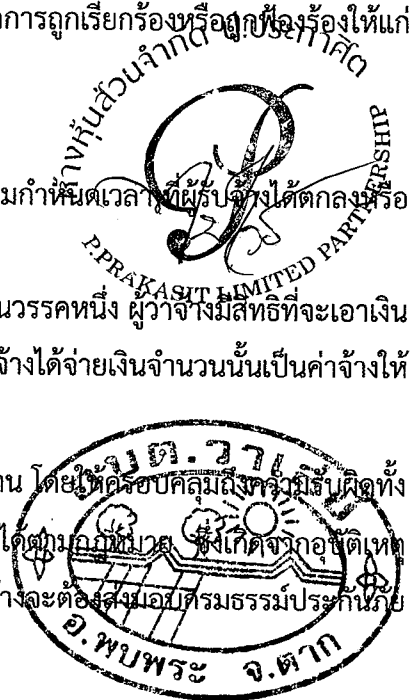 การถูกเรียกร้องหรือถูกฟ้องร้องให้แก่
ห้างหุ้นส่วนจำกัด ป.ประกาศิต
มกำหนดเวลาที่ผู้รับจ้างได้ตกลงหรือ
P.PRAKASIT LIMITED PARTNERSHIP
นวรรคหนึ่ง ผู้ว่าจ้างมีสิทธิที่จะเอาเงิน
จ้างได้จ่ายเงินจำนวนนั้นเป็นค่าจ้างให้
อบต.วาเล่ย์
าน โดยให้ครอบคลุมถึงความรับผิดทั้ง
ได้ตามกฎหมาย ซึ่งเกิดจากอุบัติเหตุ
างจะต้องส่งมอบกรมธรรม์ประกันภัย
อ.พบพระ จ.ตาก